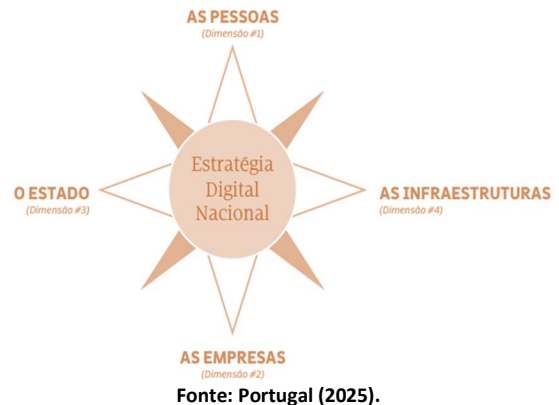 AS PESSOAS
(Dimensão #1)
Estratégia
Digital
Nacional
O ESTADO
(Dimensão #3)
AS INFRAESTRUTURAS
(Dimensão #4)
AS EMPRESAS
(Dimensão #2)
Fonte: Portugal (2025).